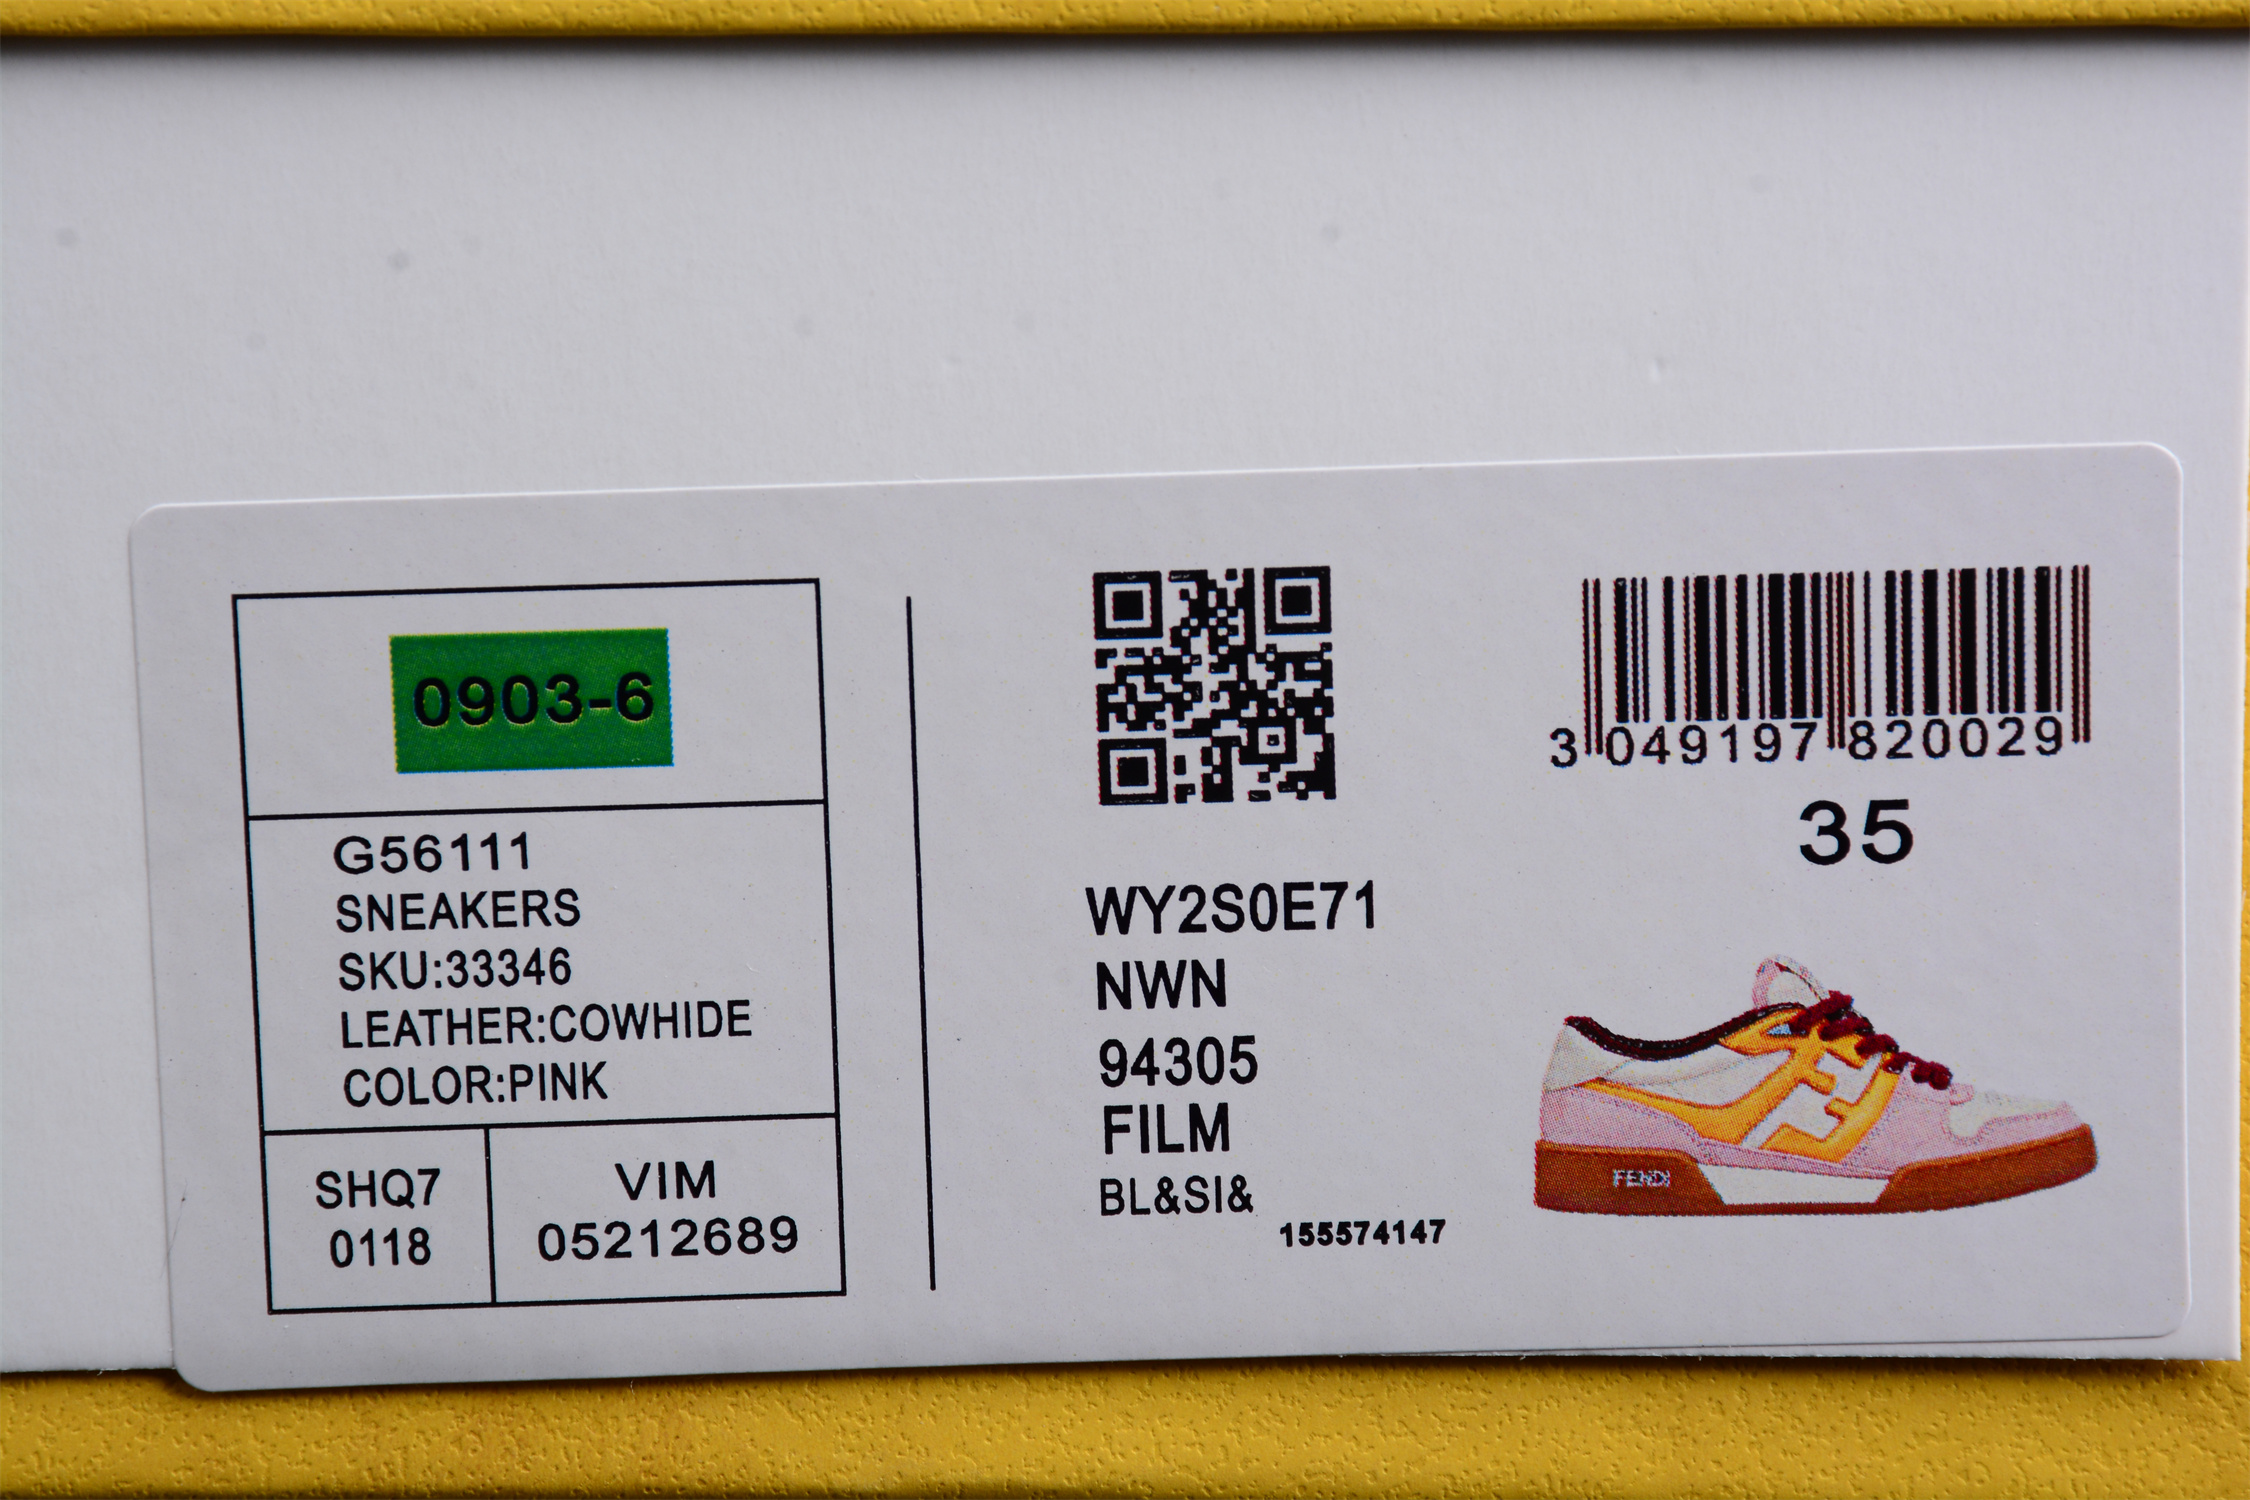 0903-6
G56111
SNEAKERS
SKU:33346
LEATHER:COWHIDE
COLOR:PINK
SHQ7
0118
VIM
05212689
WY2S0E71
NWN
94305
FILM
BL&SI&
155574147
3 049197 820029
35
FENDI